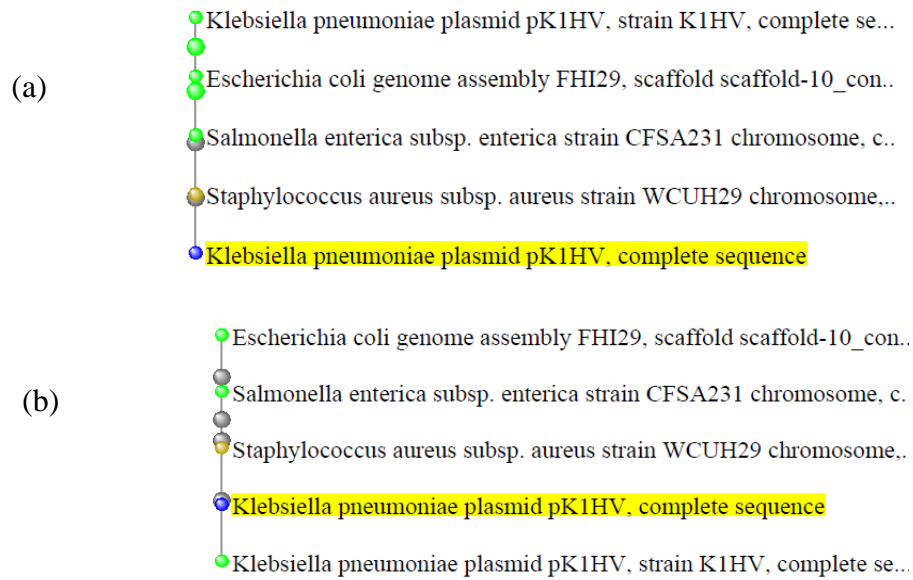 Klebsiella pneumoniae plasmid pK1HV, strain K1HV, complete se...
(a)
Escherichia coli genome assembly FHI29, scaffold scaffold-10_con..
Salmonella enterica subsp. enterica strain CFSA231 chromosome, c..
Staphylococcus aureus subsp. aureus strain WCUH29 chromosome,..
Klebsiella pneumoniae plasmid pK1HV, complete sequence
Escherichia coli genome assembly FHI29, scaffold scaffold-10_con..
(b)
Salmonella enterica subsp. enterica strain CFSA231 chromosome, c..
Staphylococcus aureus subsp. aureus strain WCUH29 chromosome,..
Klebsiella pneumoniae plasmid pK1HV, complete sequence
Klebsiella pneumoniae plasmid pK1HV, strain K1HV, complete se...